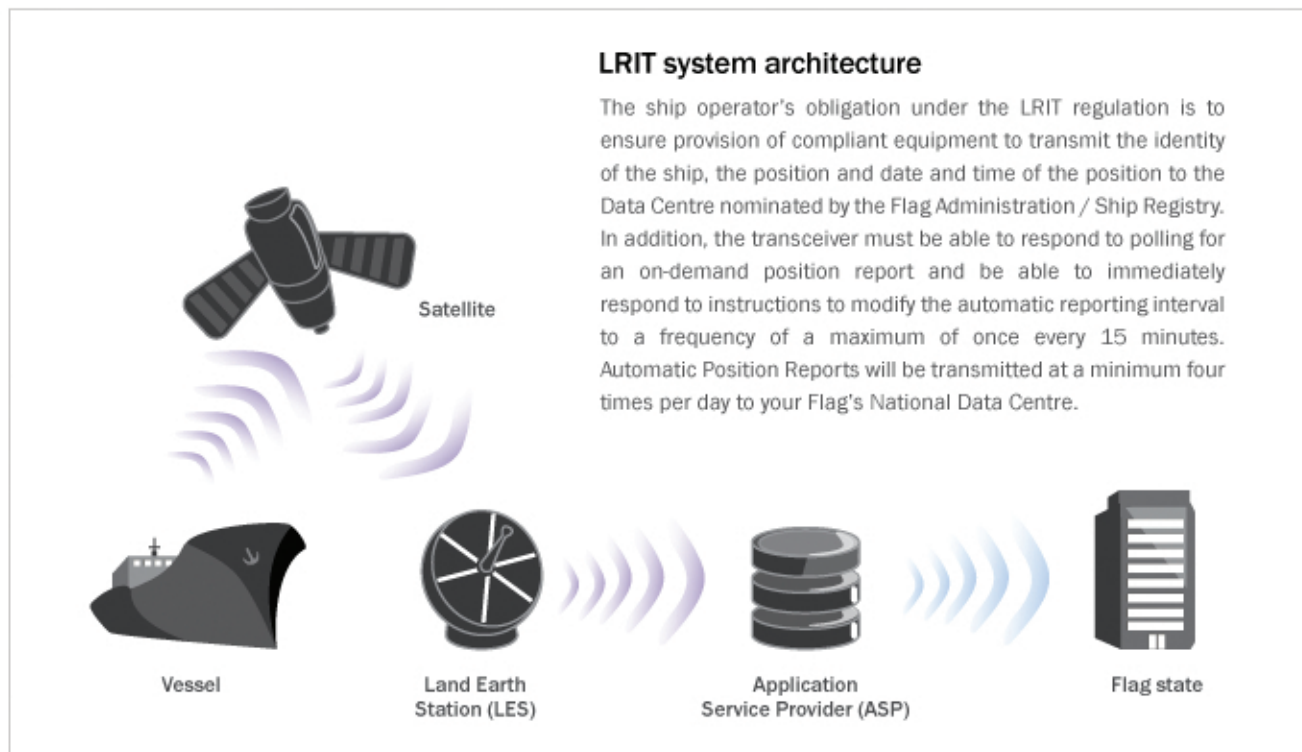 LRIT system architecture
The ship operator's obligation under the LRIT regulation is to
ensure provision of compliant equipment to transmit the identity
of the ship, the position and date and time of the position to the
Data Centre nominated by the Flag Administration / Ship Registry.
In addition, the transceiver must be able to respond to polling for
an on-demand position report and be able to immediately
respond to instructions to modify the automatic reporting interval
to a frequency of a maximum of once every 15 minutes.
Automatic Position Reports will be transmitted at a minimum four
times per day to your Flag's National Data Centre.
Satellite
Vessel
Land Earth
Station (LES)
Application
Service Provider (ASP)
Flag state